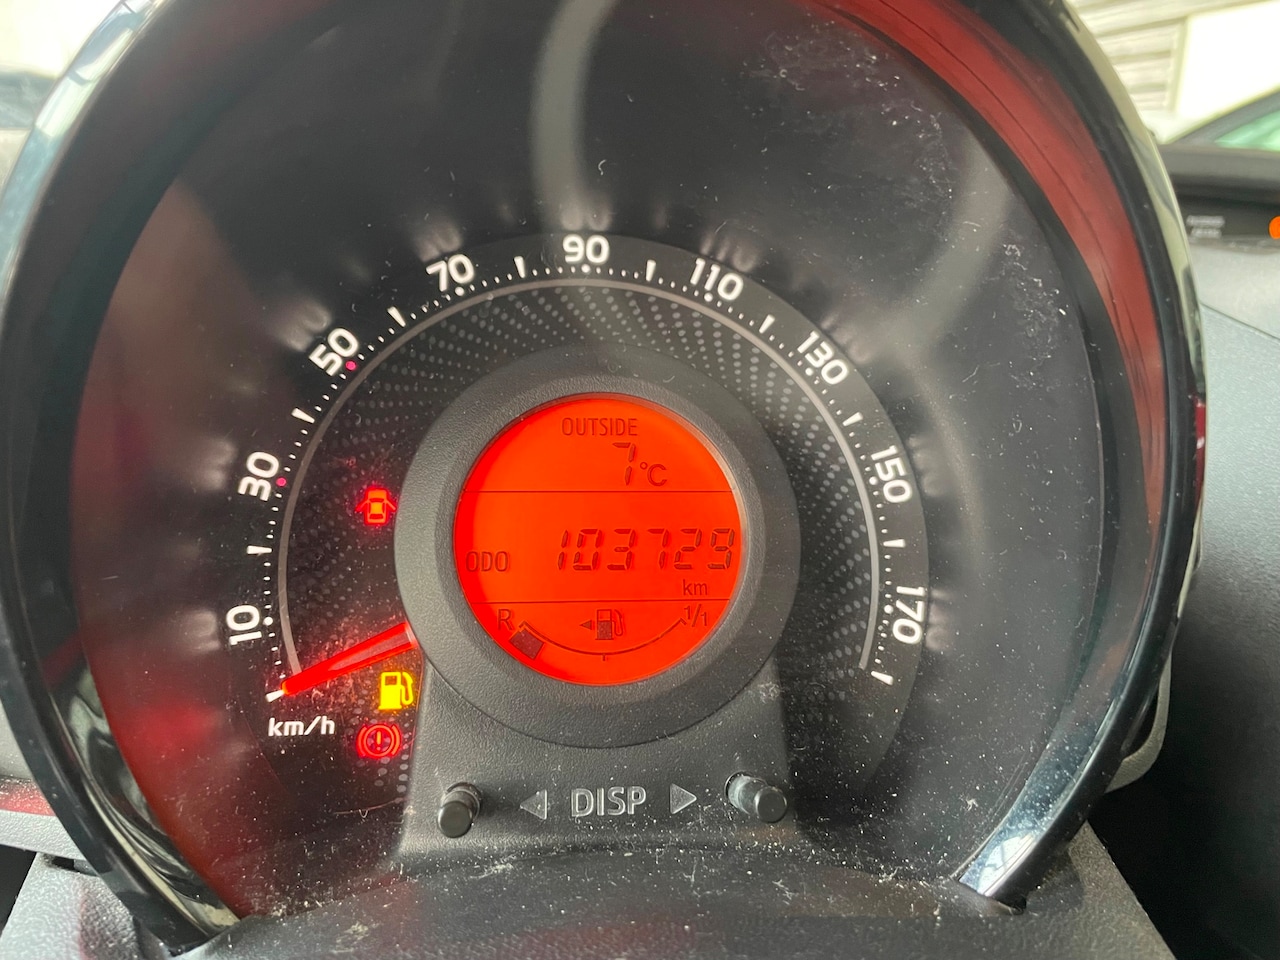 90
70
110
50
130
OUTSIDE
7°C
30
150
ODO 103729
km
10
R 1/1
170
km/h
◄ DISP ►